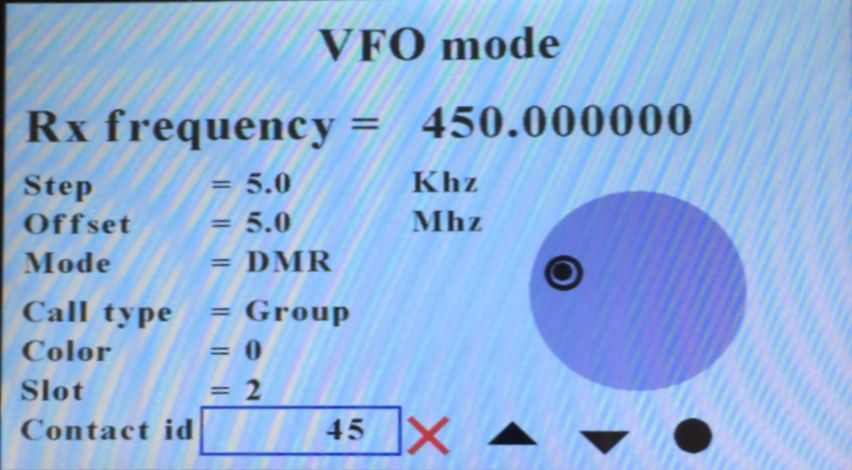 VFO mode
Rx frequency = 450.000000
Step = 5.0 Khz
Offset = 5.0 Mhz
Mode = DMR
Call type = Group
Color = 0
Slot = 2
Contact id 45